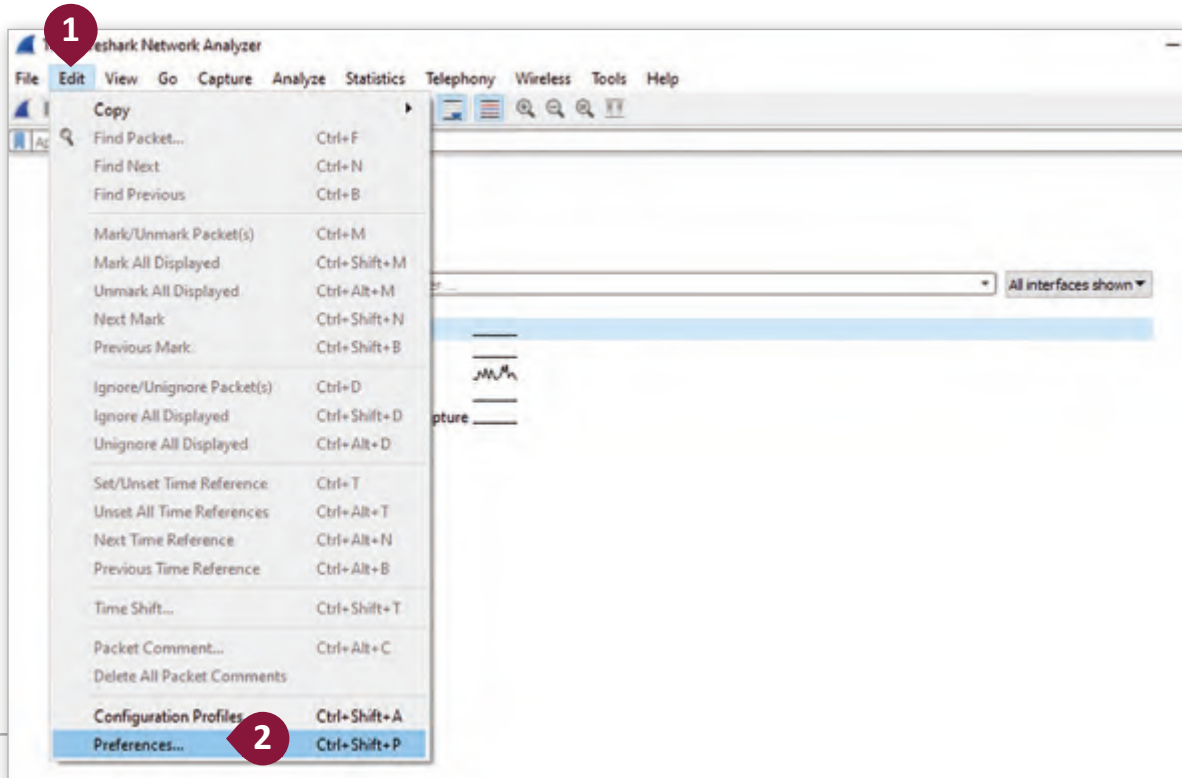 1
eshark Network Analyzer
File Edit View Go Capture Analyze Statistics Telephony Wireless Tools Help
Copy
Find Packet... Ctrl+F
Find Next Ctrl+N
Find Previous Ctrl+B
Mark/Unmark Packet(s) Ctrl+M
Mark All Displayed Ctrl+Shift+M
Unmark All Displayed Ctrl+Alt+M
All interfaces shown
Next Mark Ctrl+Shift+N
Previous Mark Ctrl+Shift+B
Ignore/Unignore Packet(s) Ctrl+D
Ignore All Displayed Ctrl+Shift+D
pture
Unignore All Displayed Ctrl+Alt+D
Set/Unset Time Reference Ctrl+T
Unset All Time References Ctrl+Alt+T
Next Time Reference Ctrl+Alt+N
Previous Time Reference Ctrl+Alt+B
Time Shift... Ctrl+Shift+T
Packet Comment... Ctrl+Alt+C
Delete All Packet Comments
Configuration Profiles Ctrl+Shift+A
Preferences... 2 Ctrl+Shift+P